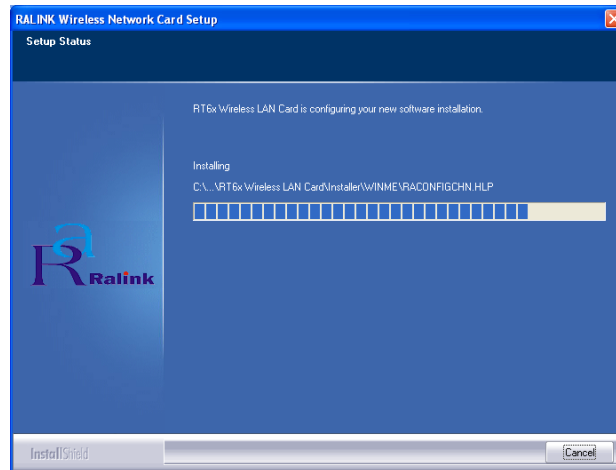 RALINK Wireless Network Card Setup
Setup Status
RT6x Wireless LAN Card is configuring your new software installation.
Installing
C:\...\RT6x Wireless LAN Card\Installer\WINME\RACONFIGCHN.HLP
Ra
Ralink
InstallShield
Cancel